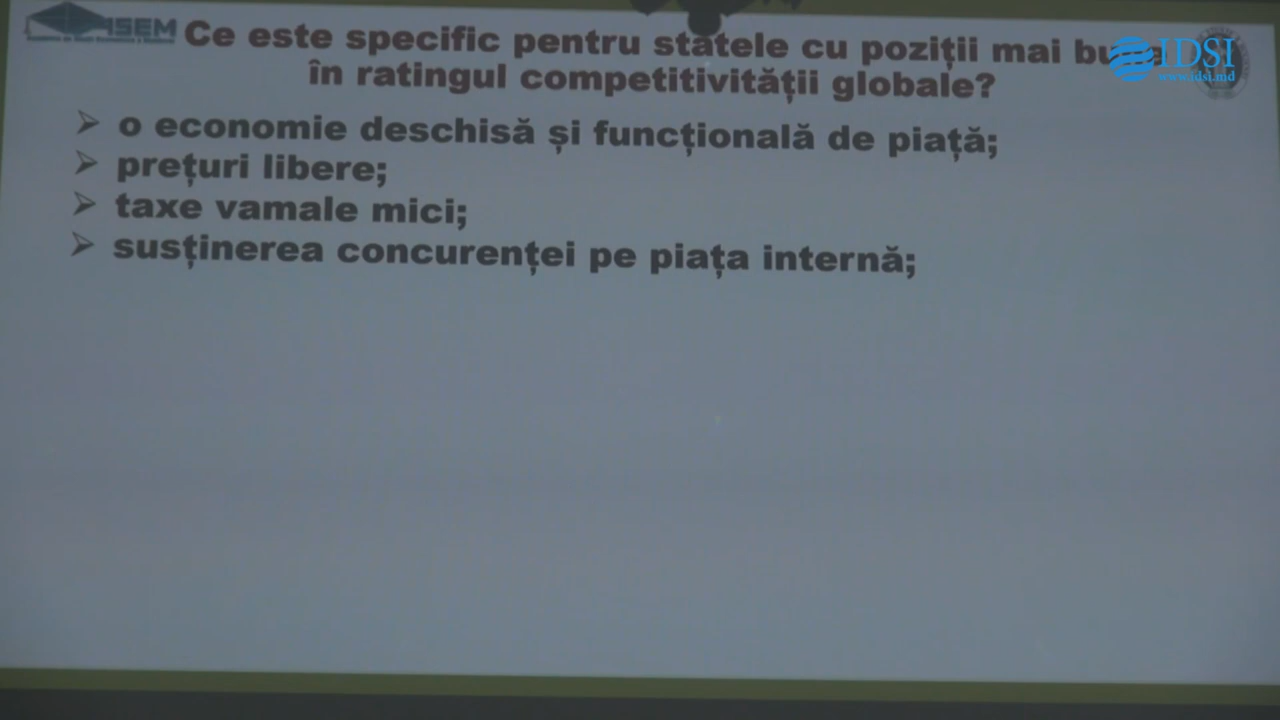 ISEM
Ce este specific pentru statele cu poziții mai
în ratingul competitivității globale?
IDSI
www.idsi.md
o economie deschisă și funcțională de piață;
prețuri libere;
taxe vamale mici;
susținerea concurenței pe piața internă;